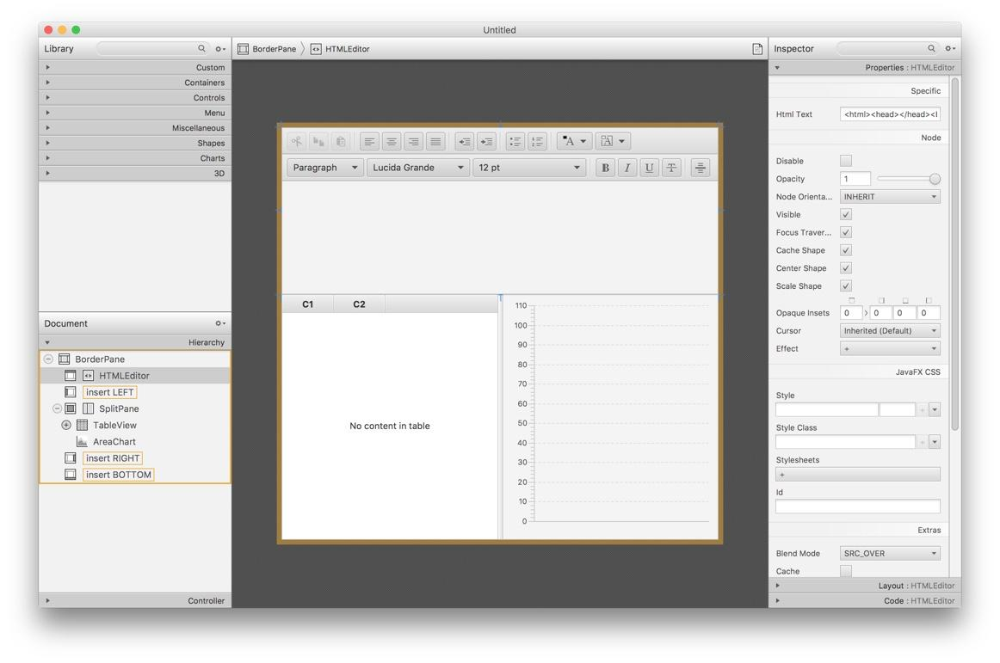 Untitled
Library
Custom
Containers
Controls
Menu
Miscellaneous
Shapes
Charts
3D
Document
Hierarchy
BorderPane
HTMLEditor
insert LEFT
SplitPane
TableView
AreaChart
insert RIGHT
insert BOTTOM
Controller
BorderPane HTMLEditor
A A
Paragraph Lucida Grande 12 pt B I U T
C1 C2
No content in table
110
100
90
80
70
60
50
40
30
20
10
0
Inspector
Properties : HTMLEditor
Specific
Html Text <html><head></head><
Node
Disable
Opacity 1
Node Orienta... INHERIT
Visible
Focus Traver...
Cache Shape
Center Shape
Scale Shape
Opaque Insets 0 0 0 0
Cursor Inherited (Default)
Effect +
JavaFX CSS
Style
+
Style Class
+
Stylesheets
+
Id
Extras
Blend Mode SRC_OVER
Cache
Layout : HTMLEditor
Code : HTMLEditor